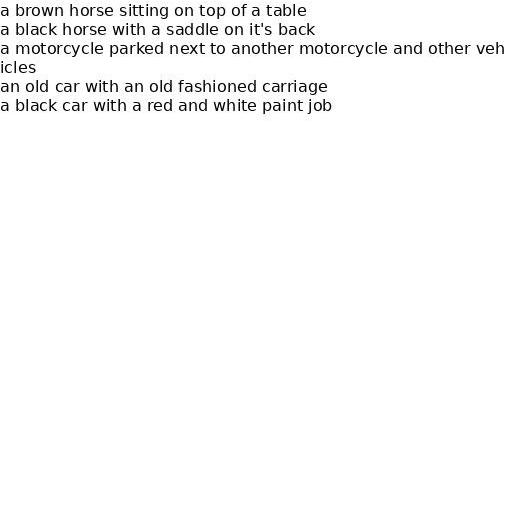 a brown horse sitting on top of a table
a black horse with a saddle on it's back
a motorcycle parked next to another motorcycle and other veh
icles
an old car with an old fashioned carriage
a black car with a red and white paint job